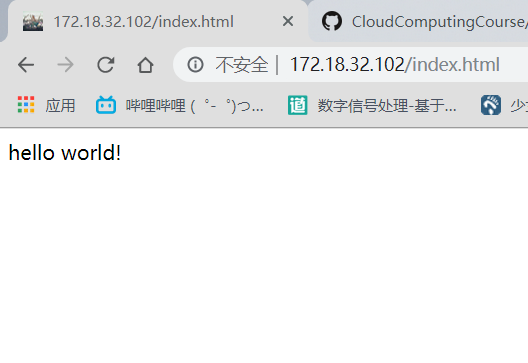 172.18.32.102/index.html
CloudComputingCourse/
不安全 | 172.18.32.102/index.html
应用
哔哩哔哩 (゜-゜)つ...
道
数字信号处理-基于...
少
hello world!